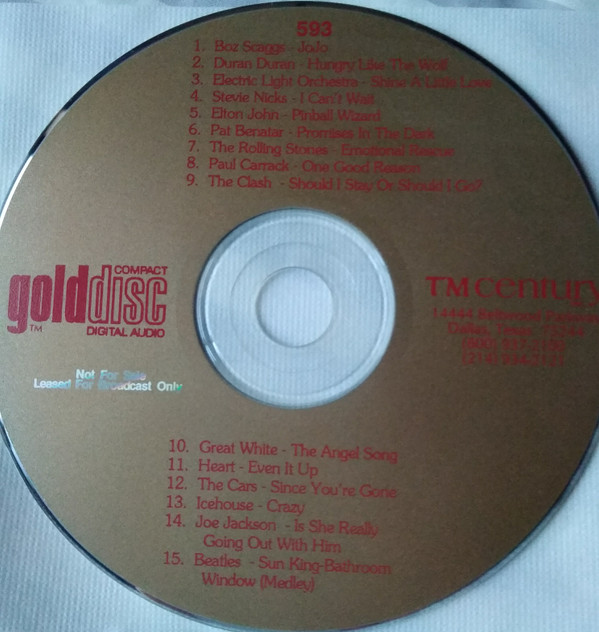 593
1. Boz Scaggs - JoJo
2. Duran Duran - Hungry Like The Wolf
3. Electric Light Orchestra - Shine A Little Love
4. Stevie Nicks - I Can't Wait
5. Elton John - Pinball Wizard
6. Pat Benatar - Promises In The Dark
7. The Rolling Stones - Emotional Rescue
8. Paul Carrack - One Good Reason
9. The Clash - Should I Stay Or Should I Go?
COMPACT
golddisc
TM
DIGITAL AUDIO
TM century
14444
Dallas, Texas
(800)
(214)
Not For Sale
Leased For Broadcast Only
10. Great White - The Angel Song
11. Heart - Even It Up
12. The Cars - Since You're Gone
13. Icehouse - Crazy
14. Joe Jackson - Is She Really
Going Out With Him
15. Beatles - Sun King-Bathroom
Window (Medley)